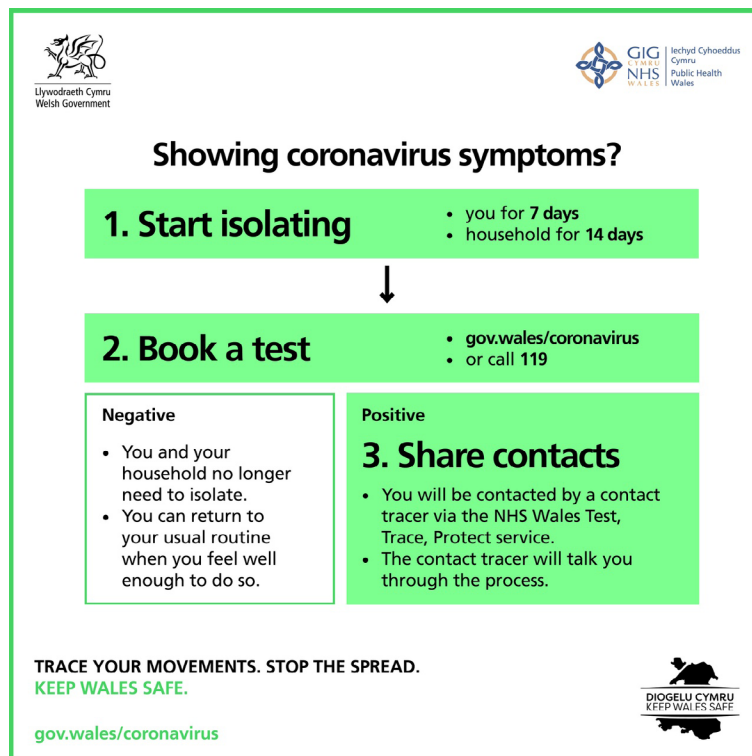 Llywodraeth Cymru
Welsh Government
GIG
CYMRU
NHS
WALES
Iechyd Cyhoeddus
Cymru
Public Health
Wales
Showing coronavirus symptoms?
1. Start isolating
• you for 7 days
• household for 14 days
2. Book a test
• gov.wales/coronavirus
• or call 119
Negative
• You and your
household no longer
need to isolate.
• You can return to
your usual routine
when you feel well
enough to do so.
Positive
3. Share contacts
• You will be contacted by a contact
tracer via the NHS Wales Test,
Trace, Protect service.
• The contact tracer will talk you
through the process.
TRACE YOUR MOVEMENTS. STOP THE SPREAD.
KEEP WALES SAFE.
gov.wales/coronavirus
DIOGELU CYMRU
KEEP WALES SAFE